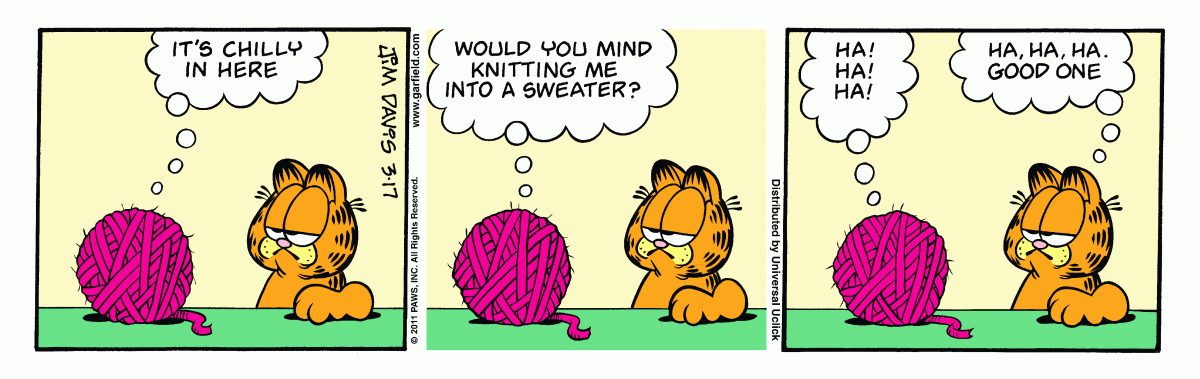 IT'S CHILLY
IN HERE
JIM DAVIS 3·17
© 2011 PAWS, INC. All Rights Reserved.
www.garfield.com
WOULD YOU MIND
KNITTING ME
INTO A SWEATER?
Distributed by Universal Uclick
HA!
HA!
HA!
HA, HA, HA.
GOOD ONE